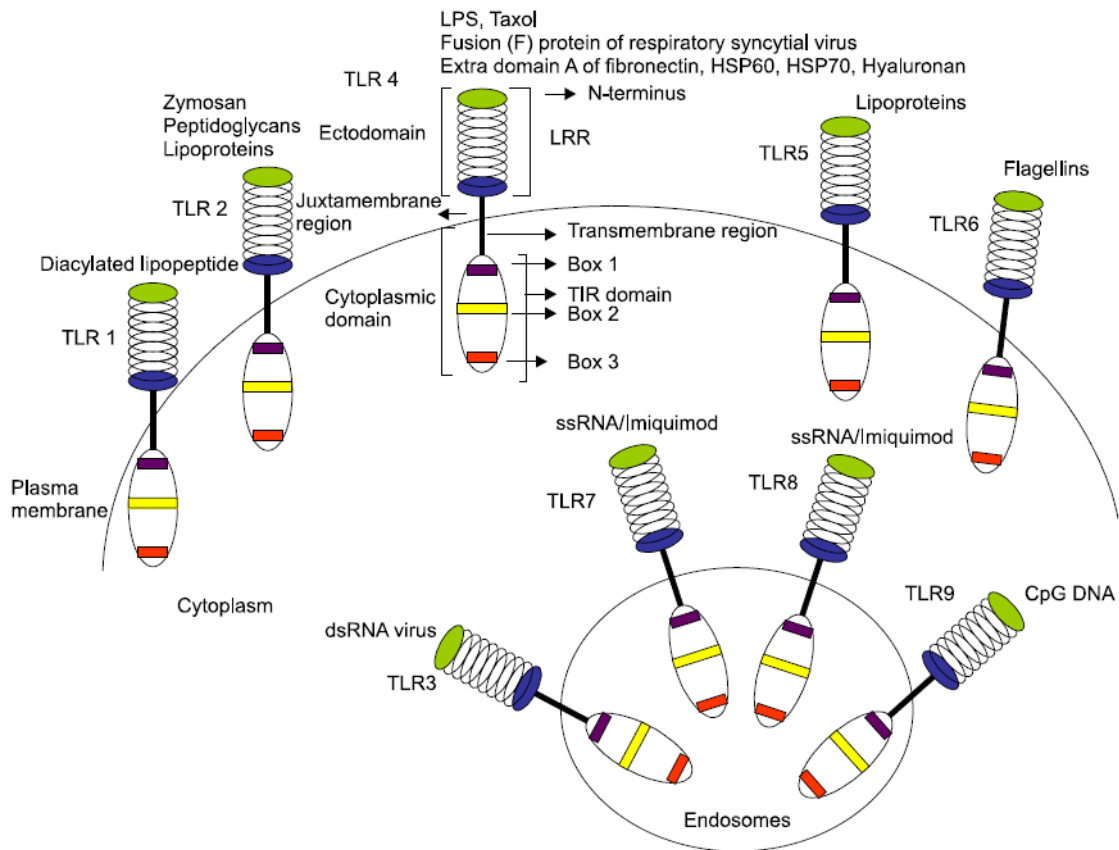 LPS, Taxol
Fusion (F) protein of respiratory syncytial virus
Extra domain A of fibronectin, HSP60, HSP70, Hyaluronan
TLR 4
N-terminus
Ectodomain
LRR
Zymosan
Peptidoglycans
Lipoproteins
TLR 2
Juxtamembrane
region
Transmembrane region
Box 1
TIR domain
Box 2
Box 3
Cytoplasmic
domain
Diacylated lipopeptide
TLR 1
Lipoproteins
TLR5
Flagellins
TLR6
Plasma
membrane
Cytoplasm
ssRNA/Imiquimod
TLR7
ssRNA/Imiquimod
TLR8
dsRNA virus
TLR3
TLR9
CpG DNA
Endosomes